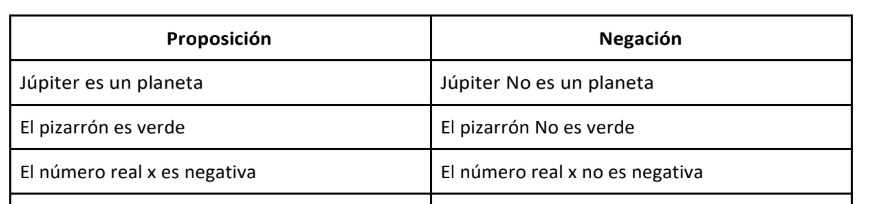 Proposición Negación
Júpiter es un planeta Júpiter No es un planeta
El pizarrón es verde El pizarrón No es verde
El número real x es negativa El número real x no es negativa